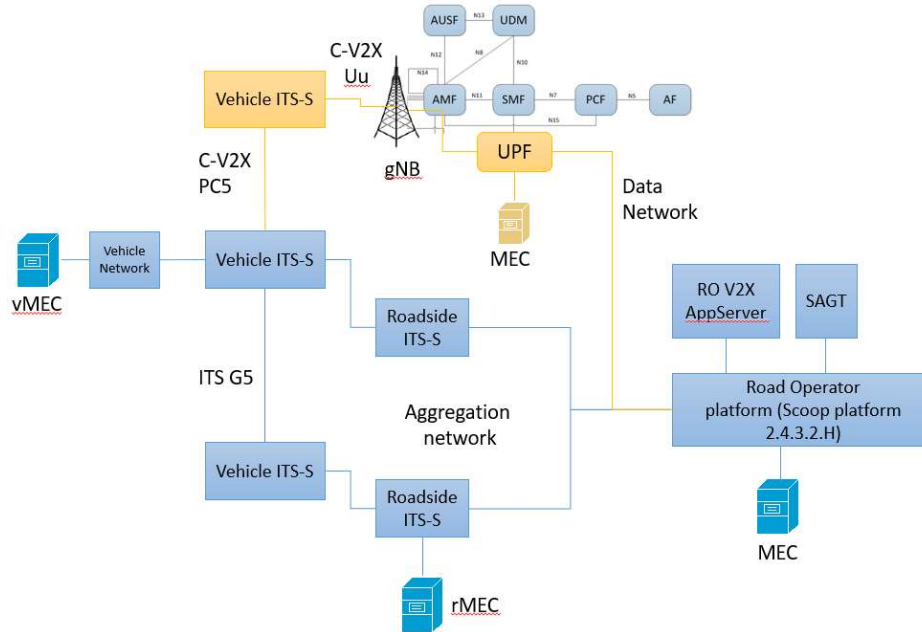 AUSF
N13
UDM
C-V2X
Uu
N12
N8
N10
N14
Vehicle ITS-S
AMF
N11
SMF
N7
PCF
N5
AF
N15
gNB
UPF
C-V2X
PC5
Data
Network
MEC
Vehicle
Network
Vehicle ITS-S
vMEC
RO V2X
AppServer
SAGT
Roadside
ITS-S
ITS G5
Aggregation
network
Road Operator
platform (Scoop platform
2.4.3.2.H)
Vehicle ITS-S
Roadside
ITS-S
MEC
rMEC